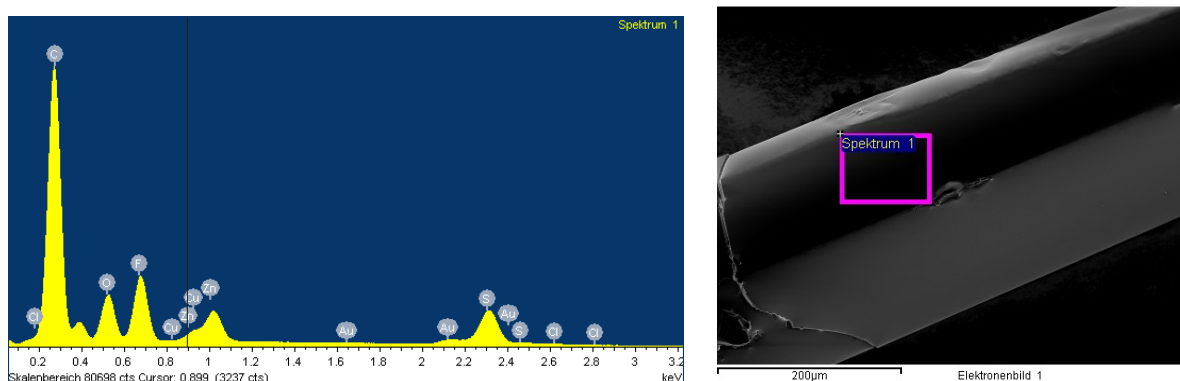 Spektrum 1
C
O
F
Cl
Cu
Zn
Cu
Zn
Au
Au
S
Au
S
Cl
Cl
0.2 0.4 0.6 0.8 1 1.2 1.4 1.6 1.8 2 2.2 2.4 2.6 2.8 3 3.2
Skalenbereich 80698 cts Cursor: 0.899 (3237 cts) keV
Spektrum 1
200µm Elektronenbild 1